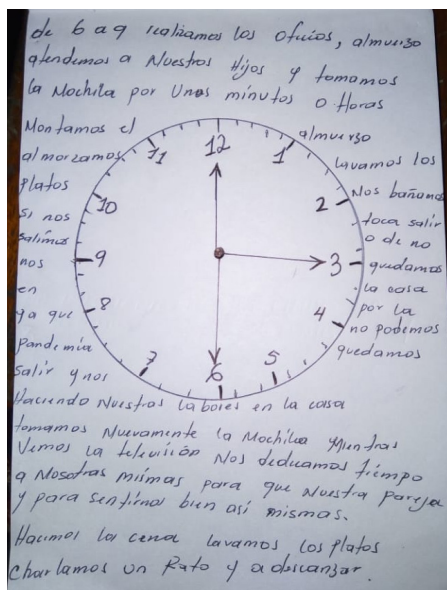 de 6 a 9 realizamos los oficios, almuerzo
atendemos a Nuestros Hijos y tomamos
la Mochila por Unos minutos o Horas
Montamos el almuerzo
almorzamos lavamos los
platos Nos bañamos
si nos toca salir
salimos o de no
nos quedamos
en la casa
ya que por la
pandemia no podemos
salir y nos quedamos
Haciendo Nuestras labores en la casa
tomamos Nuevamente la Mochila Mientras
Vemos la televisión Nos dedicamos tiempo
a Nosotras mismas para que Nuestra pareja
y para sentirnos bien así mismas.
Hacemos la cena lavamos los platos
Charlamos un Rato y a descanzar.
12
1
2
3
4
5
6
7
8
9
10
11